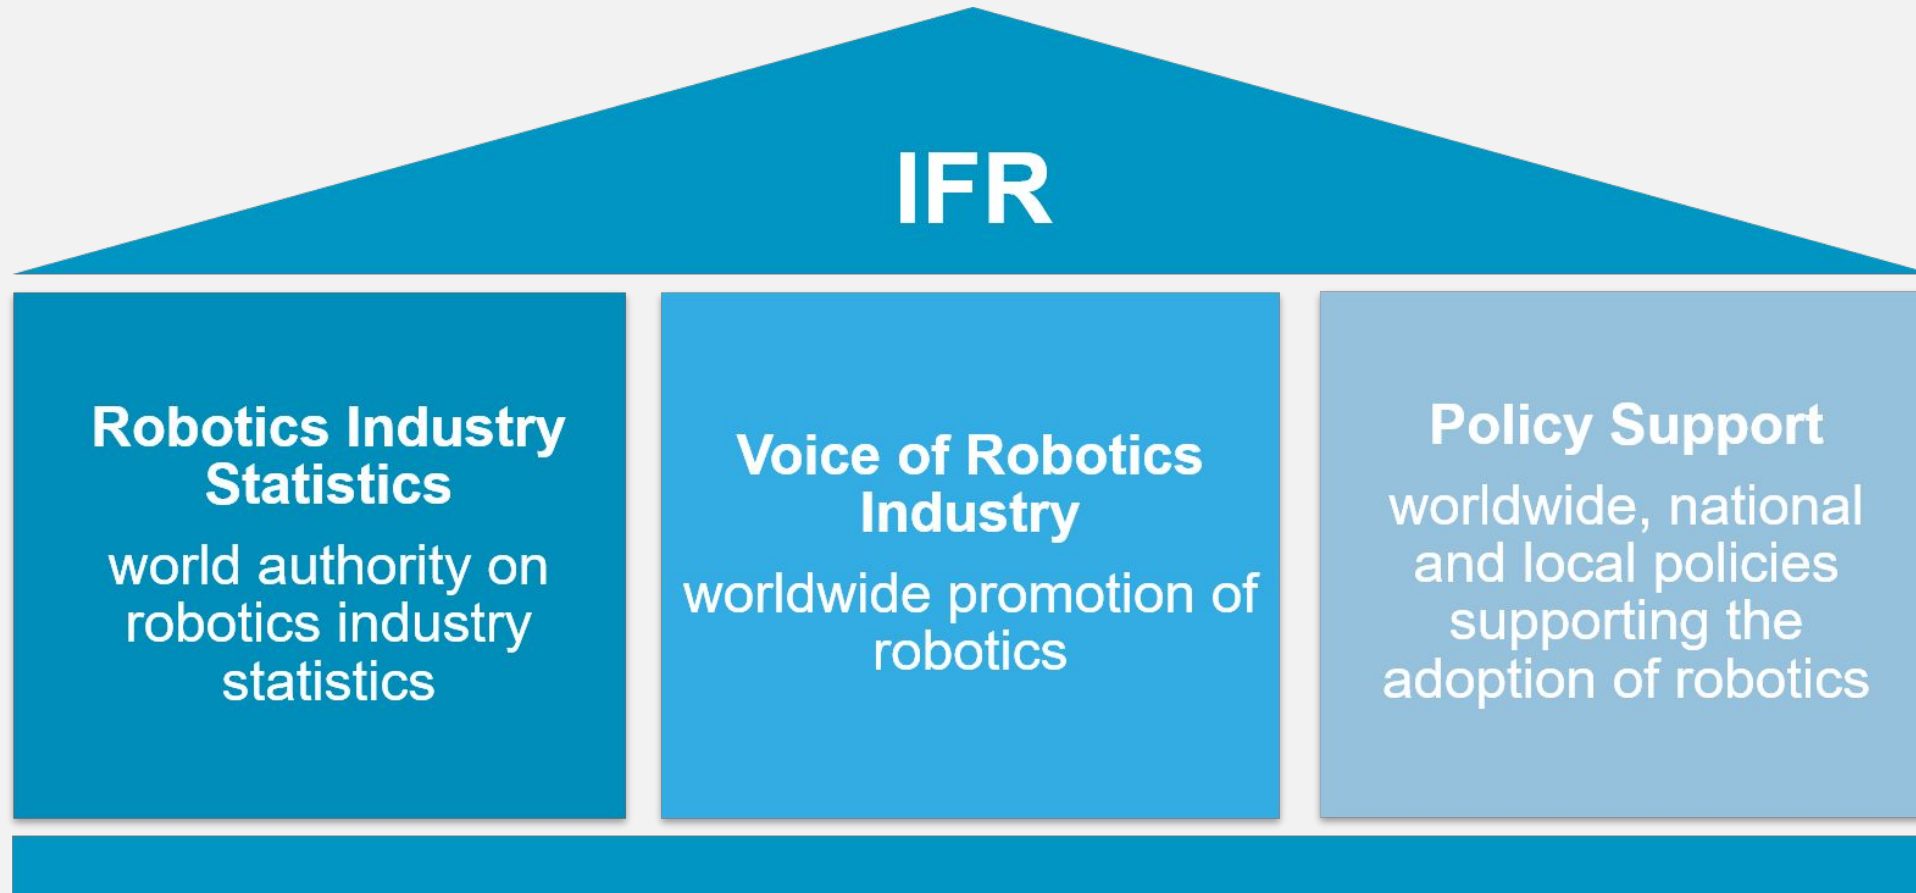 IFR
Robotics Industry
Statistics
world authority on
robotics industry
statistics
Voice of Robotics
Industry
worldwide promotion of
robotics
Policy Support
worldwide, national
and local policies
supporting the
adoption of robotics